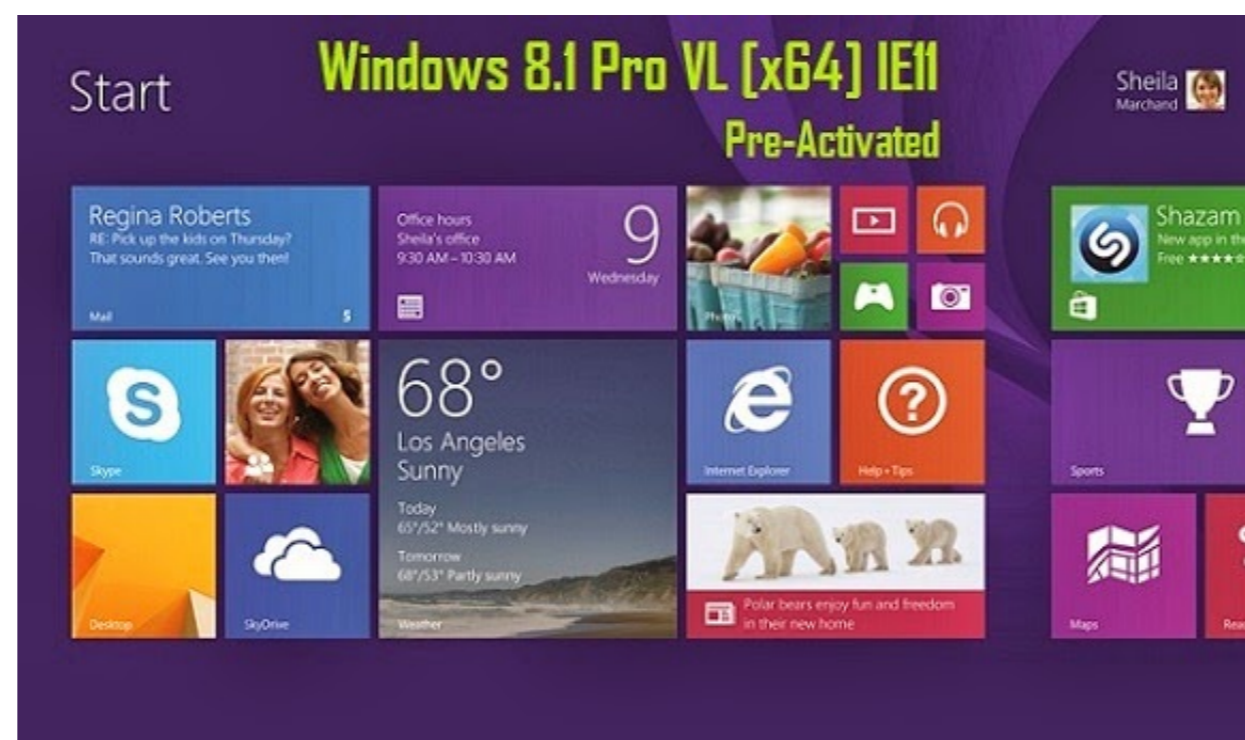 Windows 8.1 Pro VL [x64] IE11
Pre-Activated
Start
Sheila
Marchand
Regina Roberts
RE: Pick up the kids on Thursday?
That sounds great. See you then!
Mail
5
Office hours
Sheila's office
9:30 AM – 10:30 AM
9
Wednesday
Photos
Shazam
New app in the
Free ★★★★☆
Skype
68°
Los Angeles
Sunny
Today
65°/52° Mostly sunny
Tomorrow
68°/53° Partly sunny
Weather
Internet Explorer
Help+Tips
Sports
Desktop
SkyDrive
Polar bears enjoy fun and freedom
in their new home
Maps
Rea